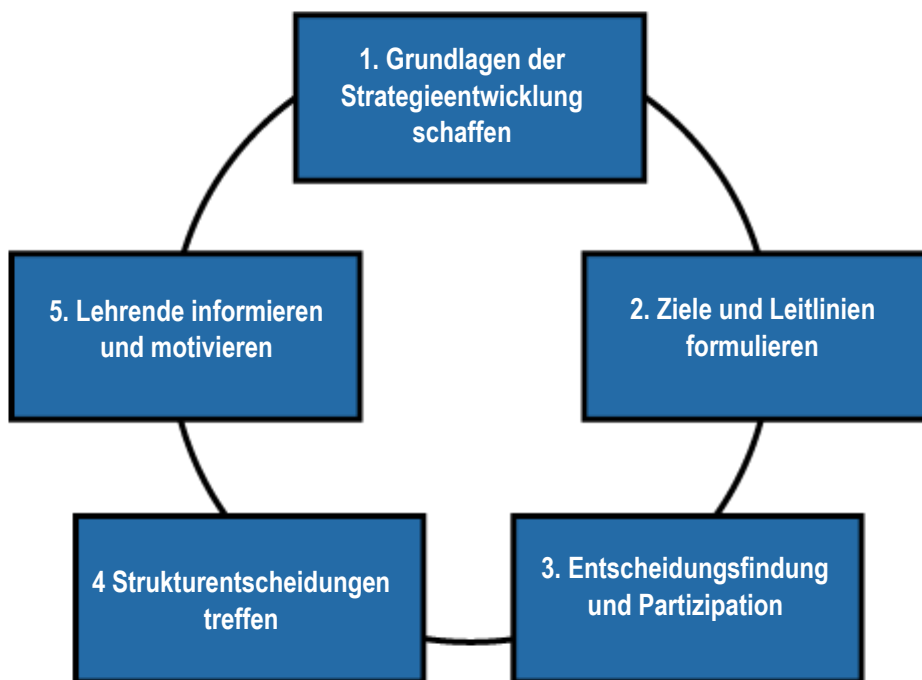 1. Grundlagen der
Strategieentwicklung
schaffen
2. Ziele und Leitlinien
formulieren
3. Entscheidungsfindung
und Partizipation
4 Strukturentscheidungen
treffen
5. Lehrende informieren
und motivieren